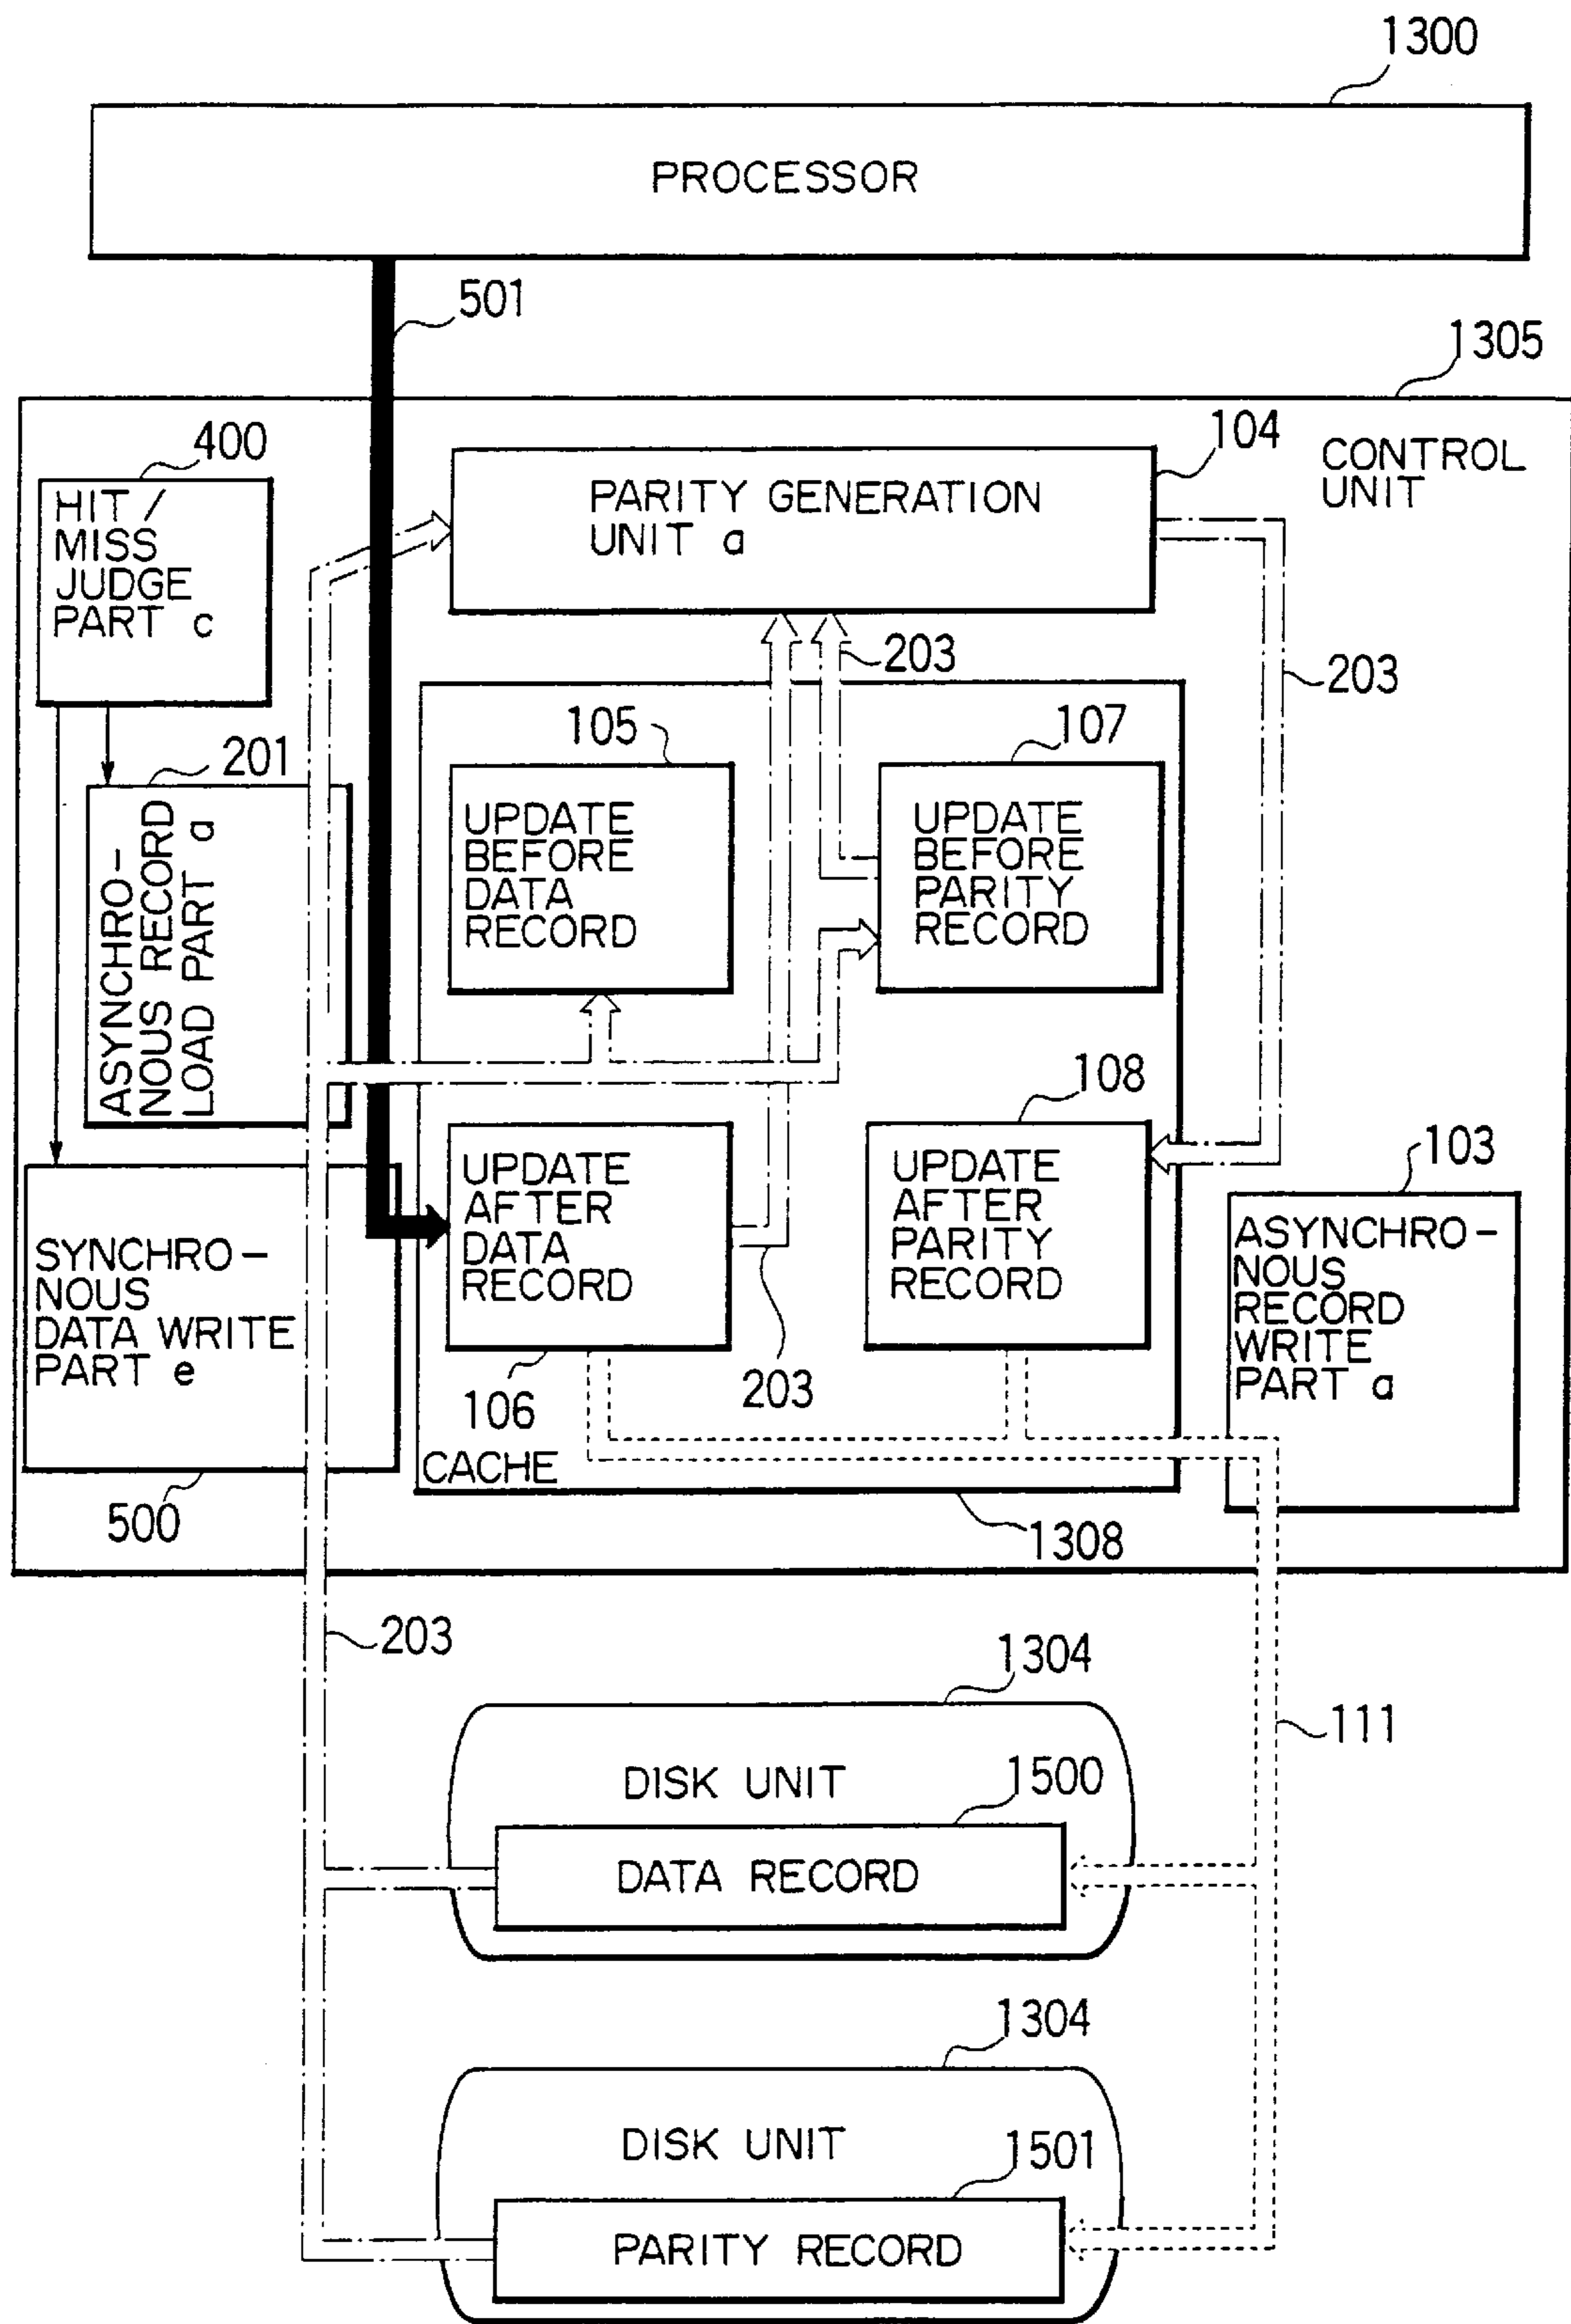 1300
PROCESSOR
501
1305
CONTROL
UNIT
400
HIT /
MISS
JUDGE
PART c
104
PARITY GENERATION
UNIT a
203
203
201
ASYNCHRO-
NOUS RECORD
LOAD PART a
105
UPDATE
BEFORE
DATA
RECORD
107
UPDATE
BEFORE
PARITY
RECORD
108
UPDATE
AFTER
PARITY
RECORD
UPDATE
AFTER
DATA
RECORD
106
203
103
ASYNCHRO-
NOUS
RECORD
WRITE
PART a
SYNCHRO-
NOUS
DATA WRITE
PART e
500
CACHE
1308
203
111
1304
DISK UNIT
1500
DATA RECORD
1304
DISK UNIT
1501
PARITY RECORD